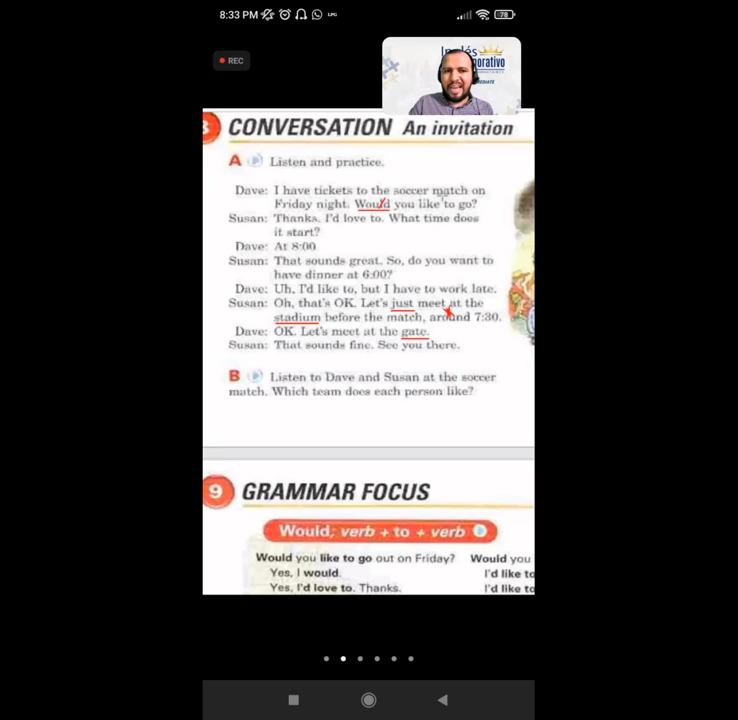 8:33 PM
LPG
78
REC
Inglés
MEDIATE
CONVERSATION An invitation
A Listen and practice.
Dave: I have tickets to the soccer match on
Friday night. Would you like to go?
Susan: Thanks. I'd love to. What time does
it start?
Dave: At 8:00
Susan: That sounds great. So, do you want to
have dinner at 6:00?
Dave: Uh, I'd like to, but I have to work late.
Susan: Oh, that's OK. Let's just meet at the
stadium before the match, around 7:30.
Dave: OK. Let's meet at the gate.
Susan: That sounds fine. See you there.
B Listen to Dave and Susan at the soccer
match. Which team does each person like?
9 GRAMMAR FOCUS
Would; verb + to + verb
Would you like to go out on Friday? Would you
Yes, I would. I'd like to
Yes, I'd love to. Thanks. I'd like to